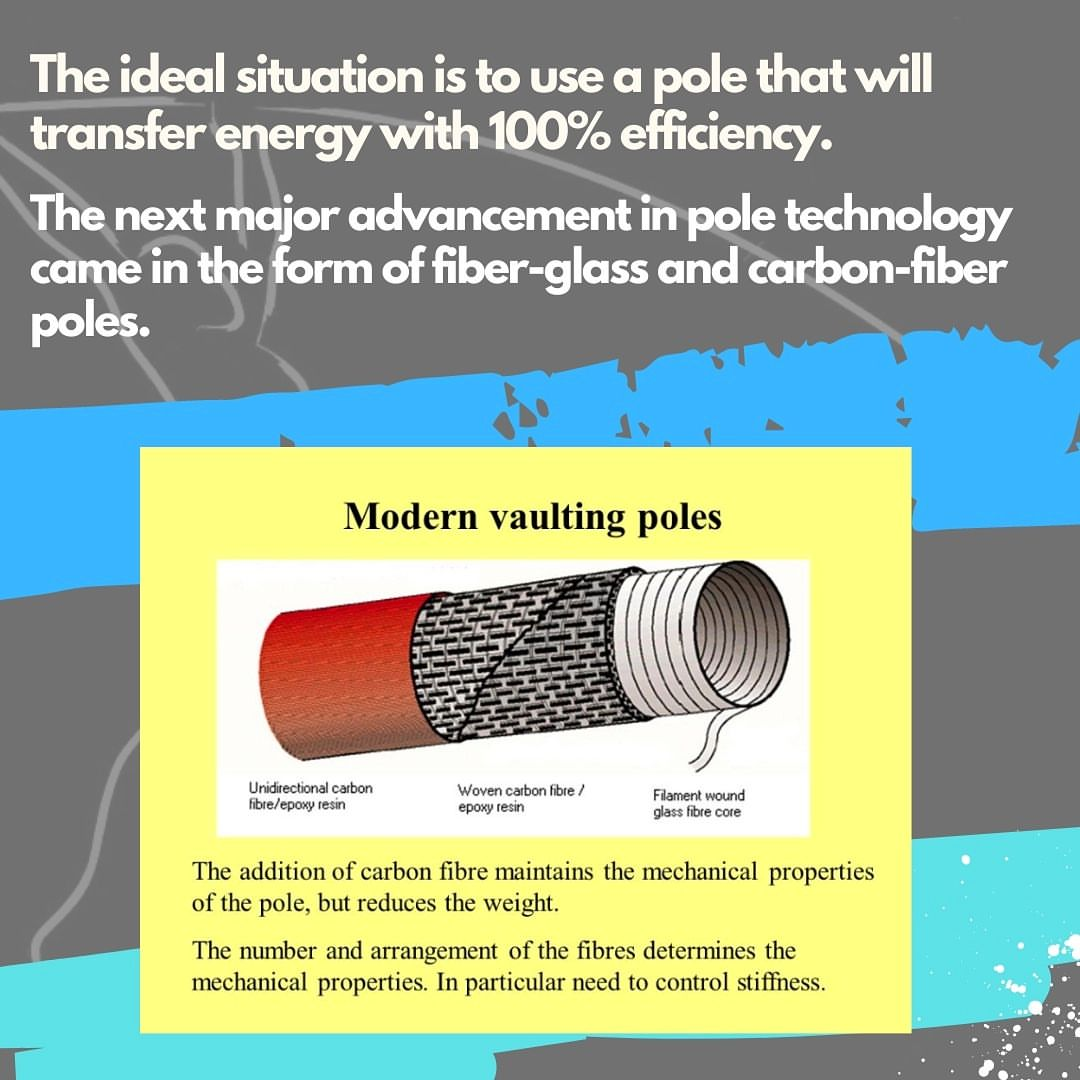 The ideal situation is to use a pole that will
transfer energy with 100% efficiency.
The next major advancement in pole technology
came in the form of fiber-glass and carbon-fiber
poles.
Modern vaulting poles
Unidirectional carbon
fibre/epoxy resin
Woven carbon fibre /
epoxy resin
Filament wound
glass fibre core
The addition of carbon fibre maintains the mechanical properties
of the pole, but reduces the weight.
The number and arrangement of the fibres determines the
mechanical properties. In particular need to control stiffness.